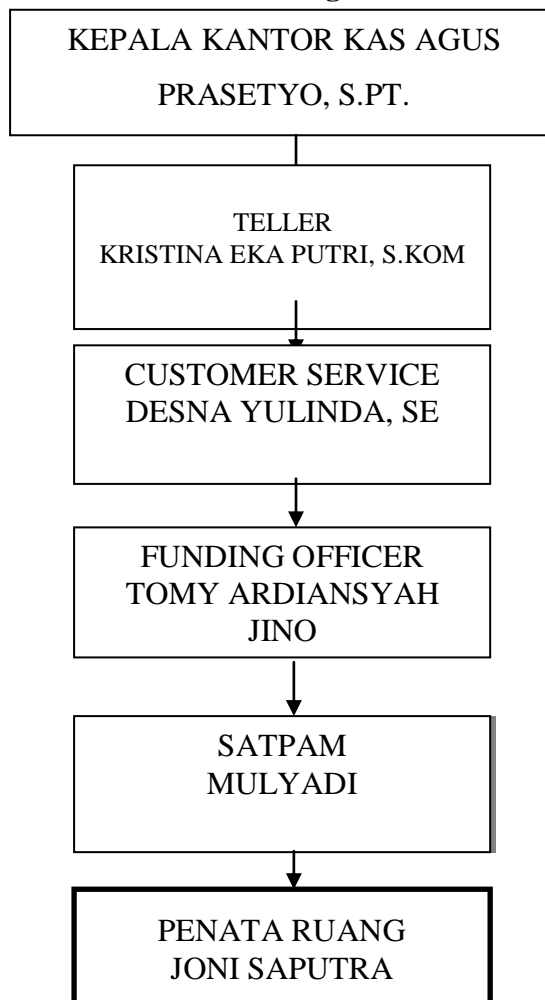 KEPALA KANTOR KAS AGUS
PRASETYO, S.PT.
TELLER
KRISTINA EKA PUTRI, S.KOM
CUSTOMER SERVICE
DESNA YULINDA, SE
FUNDING OFFICER
TOMY ARDIANSYAH
JINO
SATPAM
MULYADI
PENATA RUANG
JONI SAPUTRA